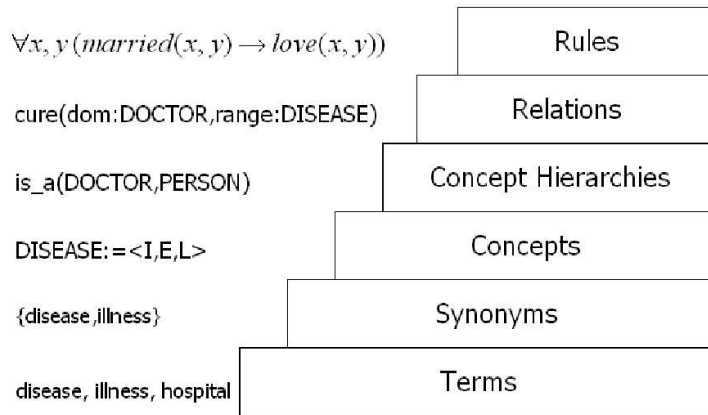 ∀x, y (married(x, y) → love(x, y))
Rules
cure(dom:DOCTOR,range:DISEASE)
Relations
is_a(DOCTOR,PERSON)
Concept Hierarchies
DISEASE:=<I,E,L>
Concepts
{disease,illness}
Synonyms
disease, illness, hospital
Terms